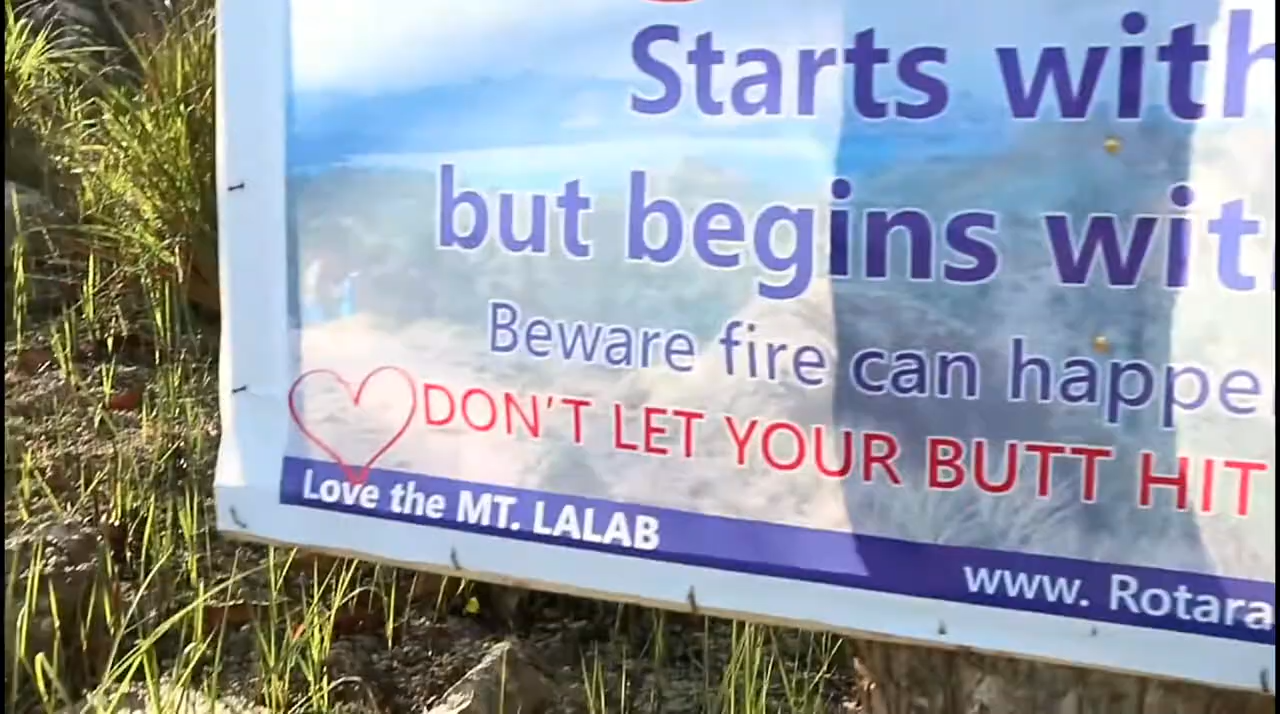 Starts with
but begins wit
Beware fire can happe
DON'T LET YOUR BUTT HIT
Love the MT. LALAB
www. Rotara